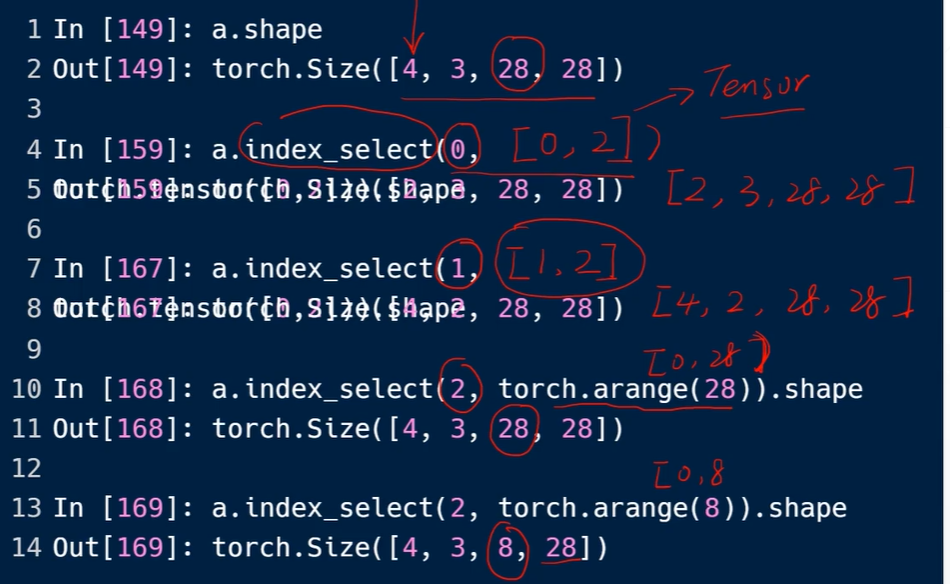 1 In [149]: a.shape
2 Out[149]: torch.Size([4, 3, 28, 28])
3
Tensor
4 In [159]: a.index_select(0, [0, 2])
5 28, 28]) [2, 3, 28, 28]
6
7 In [167]: a.index_select(1, [1, 2]
8 28, 28]) [4, 2, 28, 28]
9
[0, 28)
10 In [168]: a.index_select(2, torch.arange(28)).shape
11 Out[168]: torch.Size([4, 3, 28, 28])
12
[0, 8
13 In [169]: a.index_select(2, torch.arange(8)).shape
14 Out[169]: torch.Size([4, 3, 8, 28])